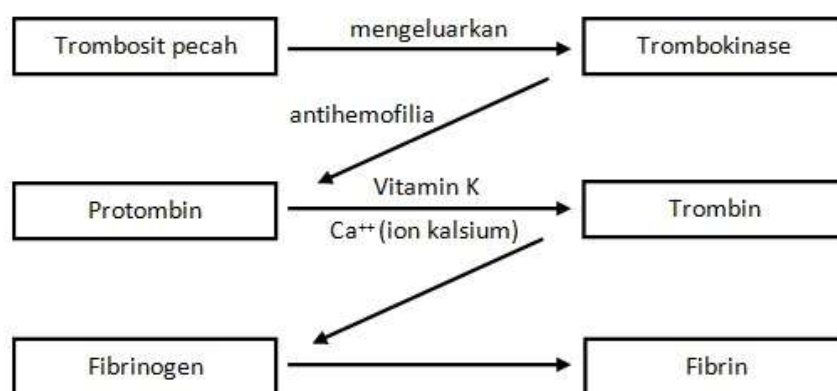 mengeluarkan
Trombosit pecah
Trombokinase
antihemofilia
Vitamin K
Protombin
Trombin
Ca⁺⁺ (ion kalsium)
Fibrinogen
Fibrin